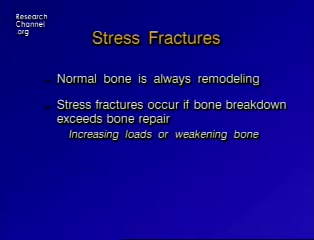 Research
Channel
.org
Stress Fractures
Normal bone is always remodeling
Stress fractures occur if bone breakdown
exceeds bone repair
Increasing loads or weakening bone